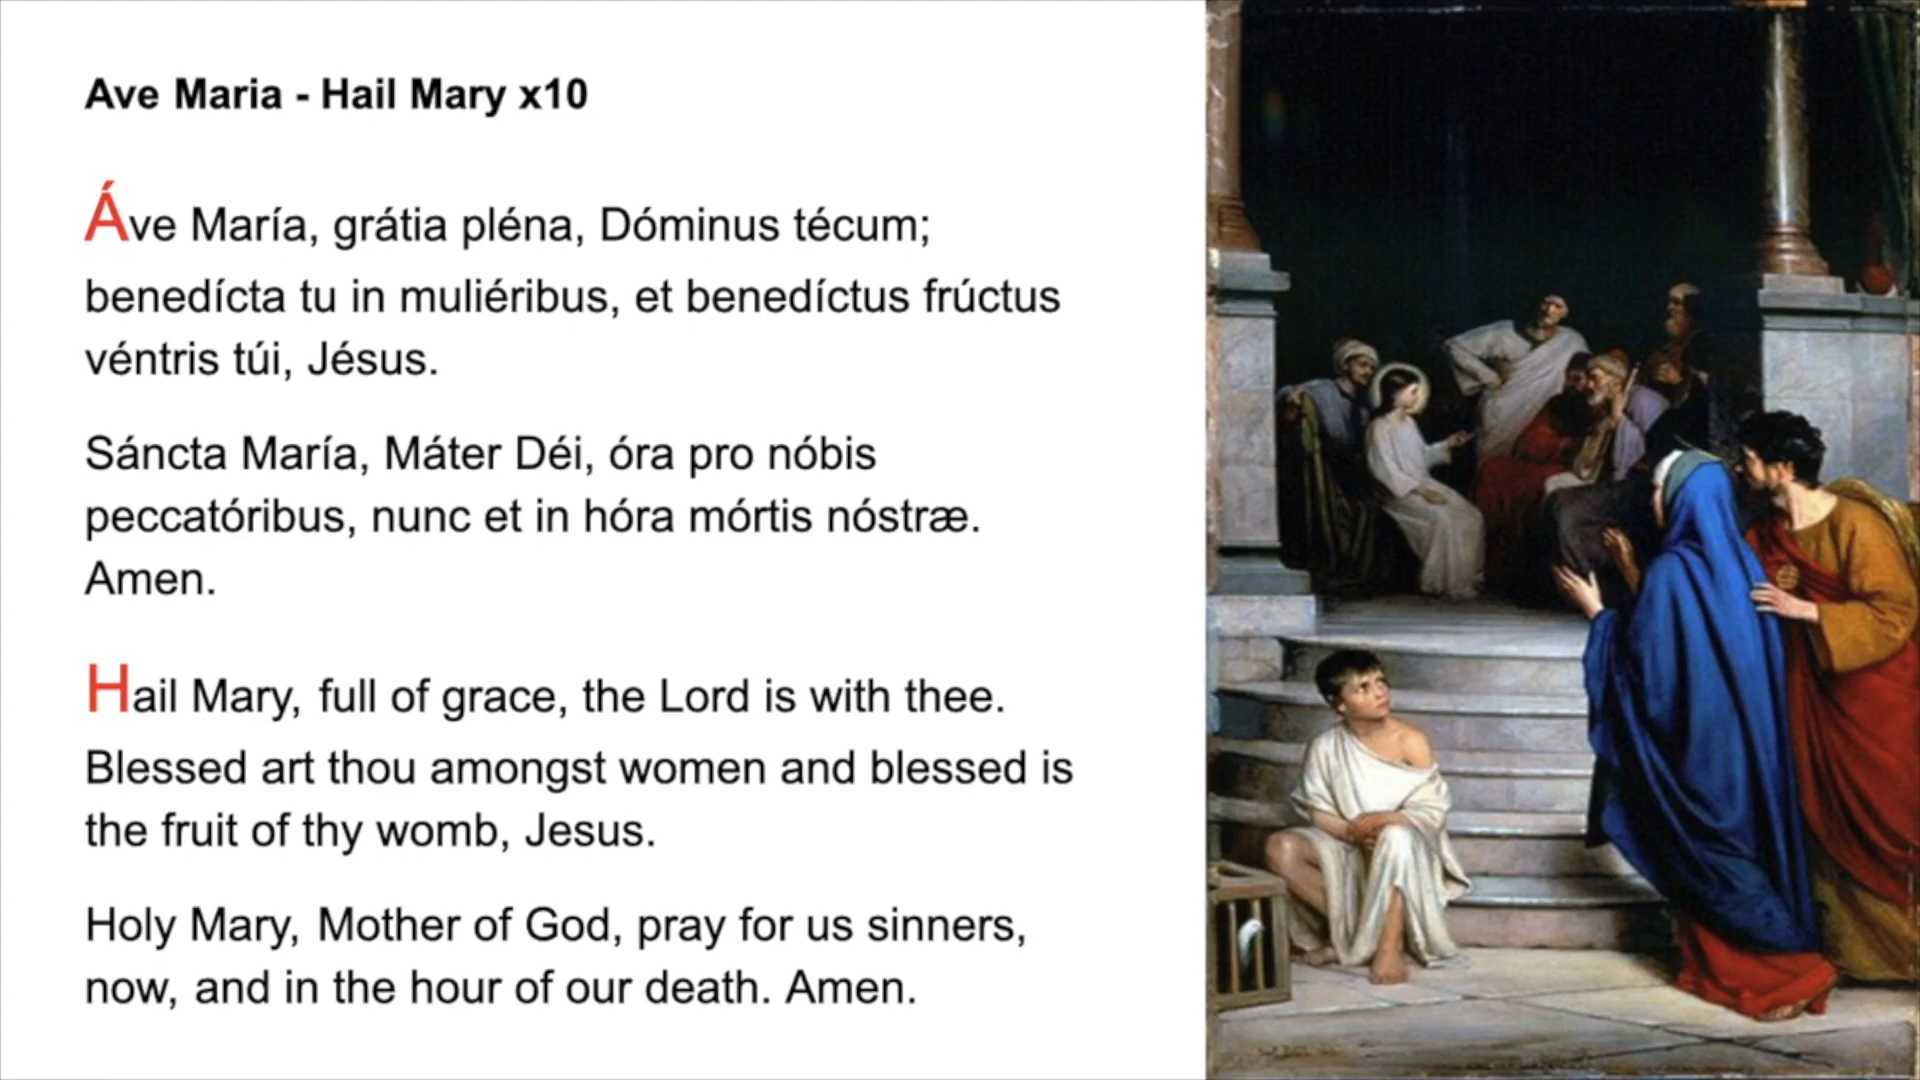 Ave Maria - Hail Mary x10
Áve María, grátia pléna, Dóminus técum;
benedícta tu in muliéribus, et benedíctus frúctus
véntris túi, Jésus.
Sáncta María, Máter Déi, óra pro nóbis
peccatóribus, nunc et in hóra mórtis nóstræ.
Amen.
Hail Mary, full of grace, the Lord is with thee.
Blessed art thou amongst women and blessed is
the fruit of thy womb, Jesus.
Holy Mary, Mother of God, pray for us sinners,
now, and in the hour of our death. Amen.